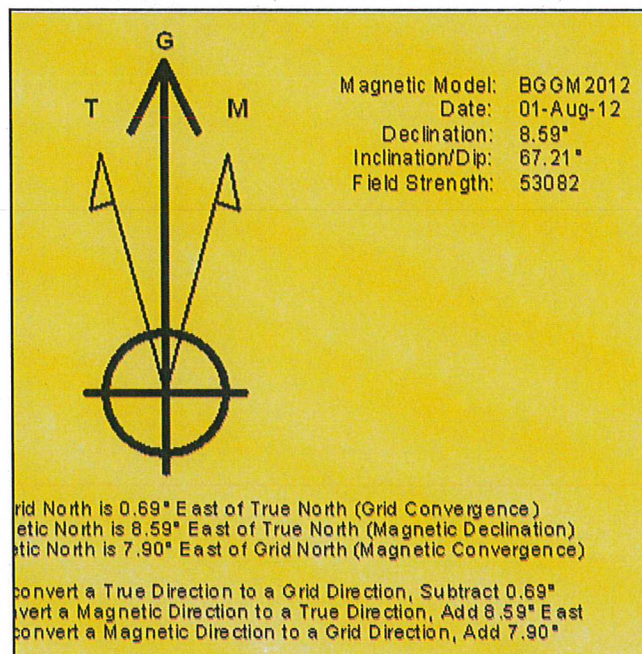 G
T M
Magnetic Model: BGGM2012
Date: 01-Aug-12
Declination: 8.59°
Inclination/Dip: 67.21°
Field Strength: 53082
rid North is 0.69° East of True North (Grid Convergence)
etic North is 8.59° East of True North (Magnetic Declination)
etic North is 7.90° East of Grid North (Magnetic Convergence)
convert a True Direction to a Grid Direction, Subtract 0.69°
nvert a Magnetic Direction to a True Direction, Add 8.59° East
convert a Magnetic Direction to a Grid Direction, Add 7.90°